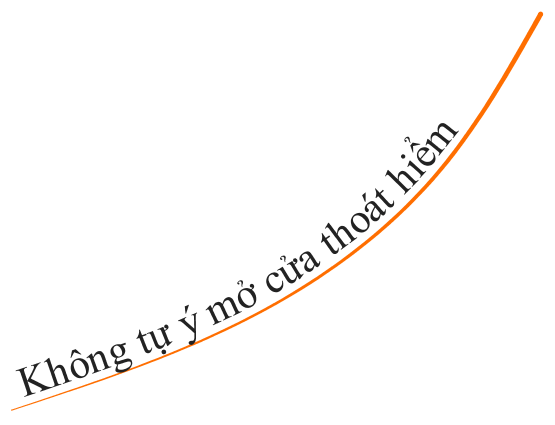 Không tự ý mở cửa thoát hiểm